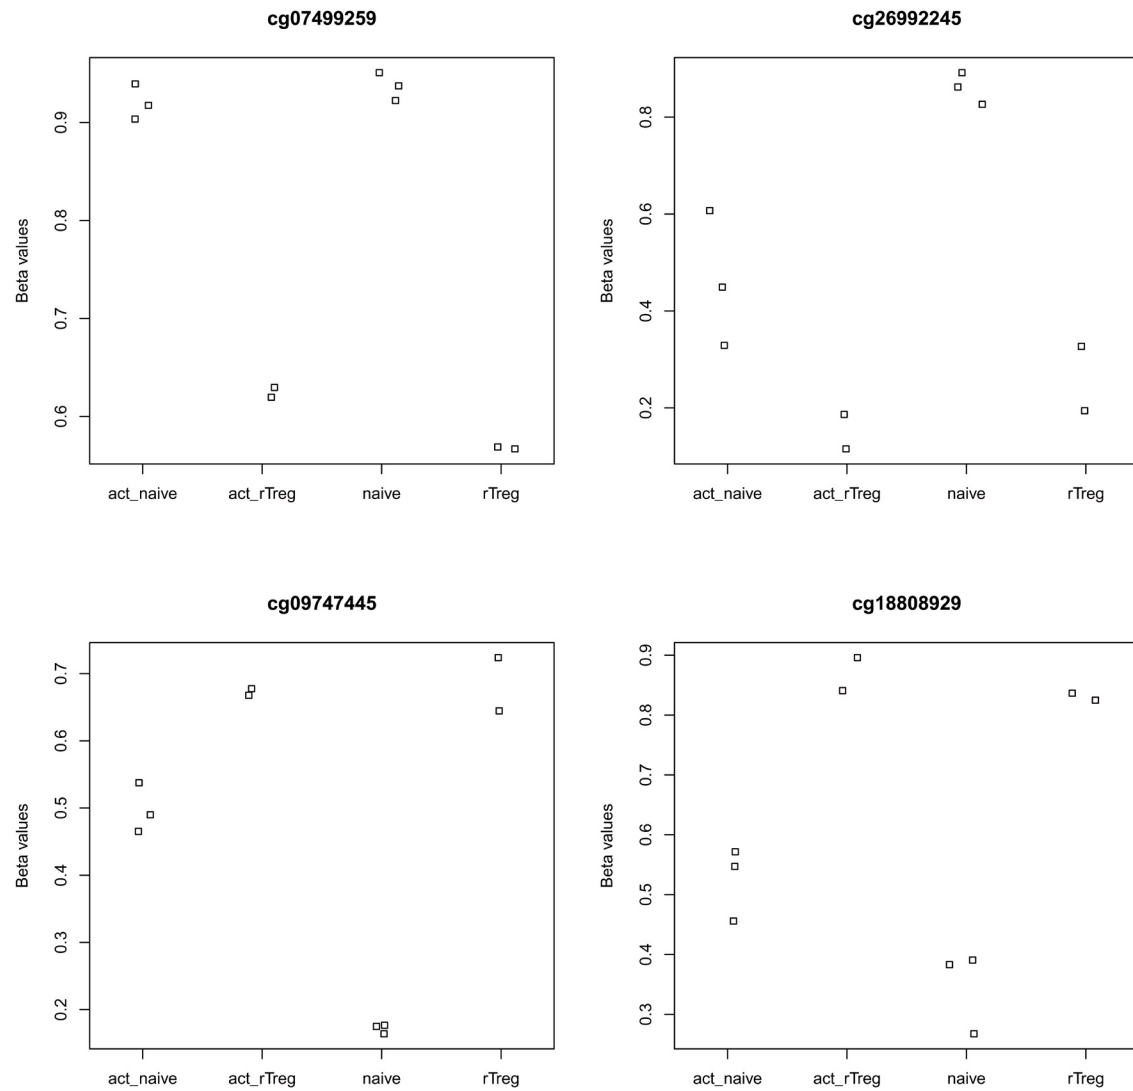 cg07499259
Beta values
0.9
0.8
0.7
0.6
act_naive act_rTreg naive rTreg
cg26992245
Beta values
0.8
0.6
0.4
0.2
act_naive act_rTreg naive rTreg
cg09747445
Beta values
0.7
0.6
0.5
0.4
0.3
0.2
act_naive act_rTreg naive rTreg
cg18808929
Beta values
0.9
0.8
0.7
0.6
0.5
0.4
0.3
act_naive act_rTreg naive rTreg